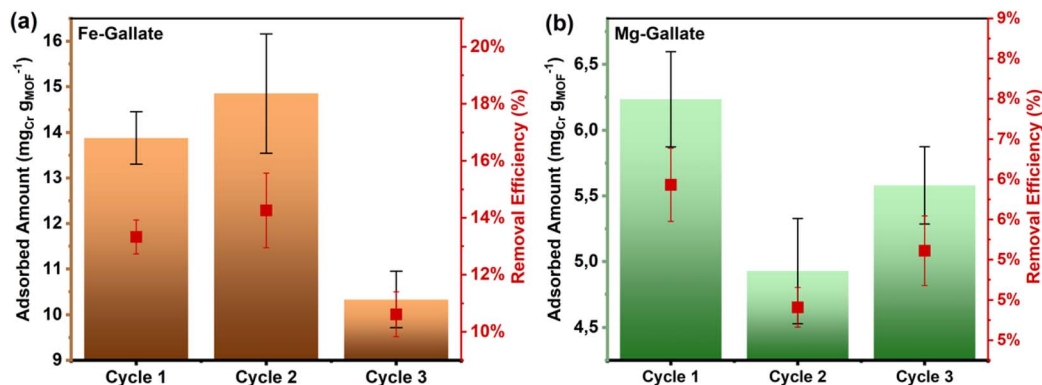 (a)
Fe-Gallate
Adsorbed Amount (mgCr gMOF-1)
16
15
14
13
12
11
10
9
Cycle 1 Cycle 2 Cycle 3
20%
18%
16%
14%
12%
10%
Removal Efficiency (%)
(b)
Mg-Gallate
Adsorbed Amount (mgCr gMOF-1)
6,5
6,0
5,5
5,0
4,5
Cycle 1 Cycle 2 Cycle 3
9%
8%
8%
7%
6%
6%
5%
5%
5%
Removal Efficiency (%)